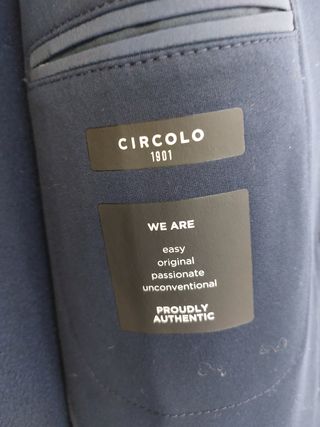 CIRCOLO
1901
WE ARE
easy
original
passionate
unconventional
PROUDLY
AUTHENTIC